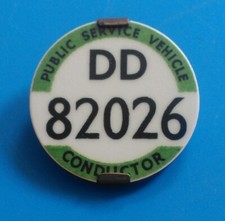 PUBLIC SERVICE VEHICLE
DD
82026
CONDUCTOR